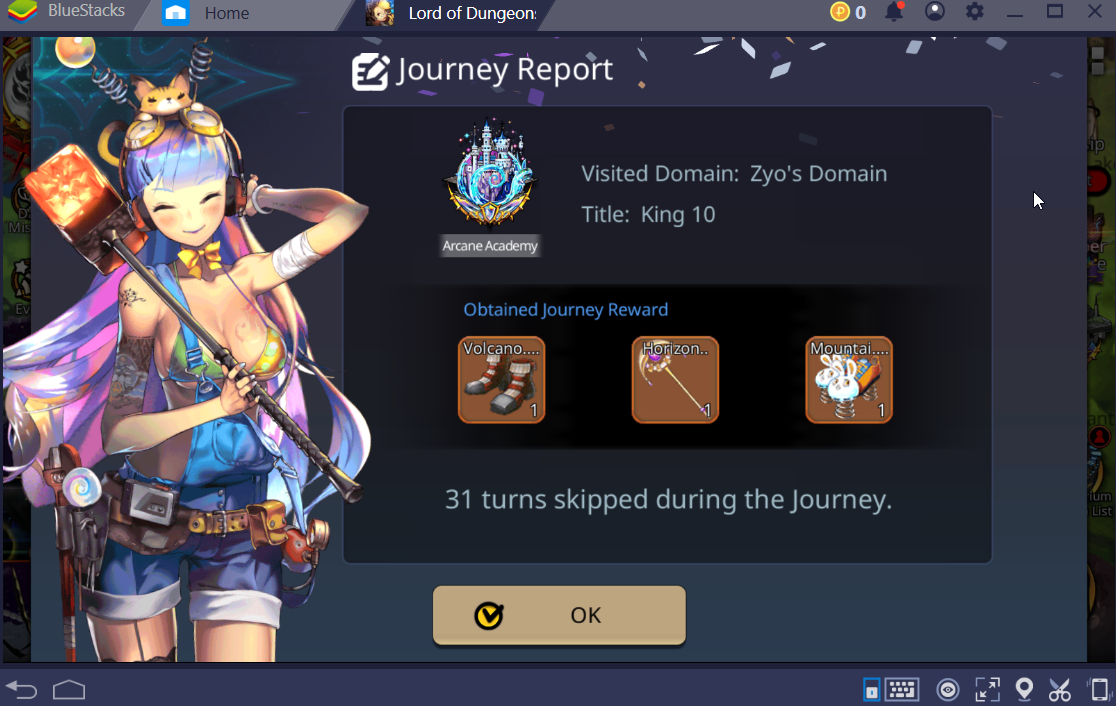 BlueStacks
Home
Lord of Dungeon
0
Journey Report
Visited Domain: Zyo's Domain
Title: King 10
Arcane Academy
Obtained Journey Reward
Volcano....
1
Horizon..
1
Mountai....
1
31 turns skipped during the Journey.
OK
List